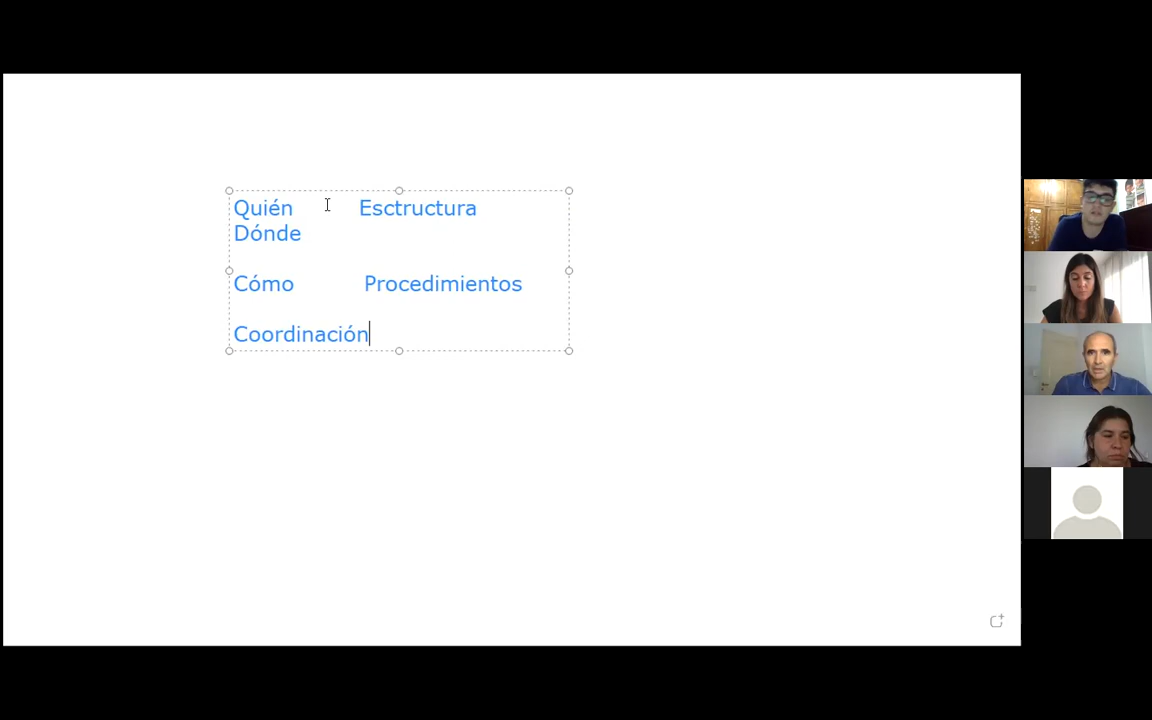 Quién Esctructura
Dónde
Cómo Procedimientos
Coordinación